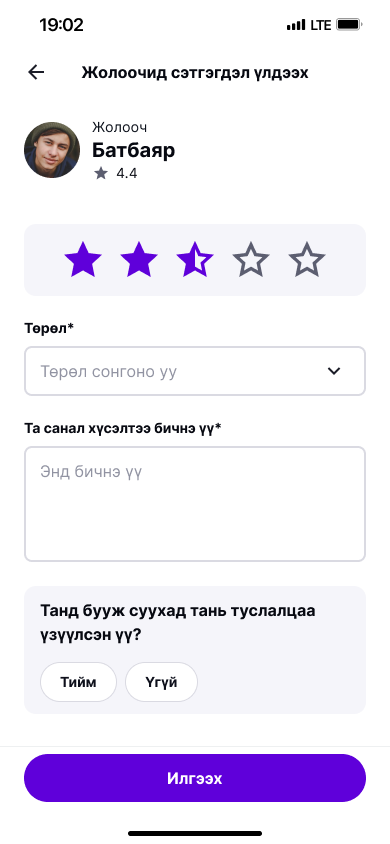 19:02
LTE
Жолоочид сэтгэгдэл үлдээх
Жолооч
Батбаяр
4.4
Төрөл*
Төрөл сонгоно уу
Та санал хүсэлтээ бичнэ үү*
Энд бичнэ үү
Танд бууж суухад тань туслалцаа
үзүүлсэн үү?
Тийм
Үгүй
Илгээх